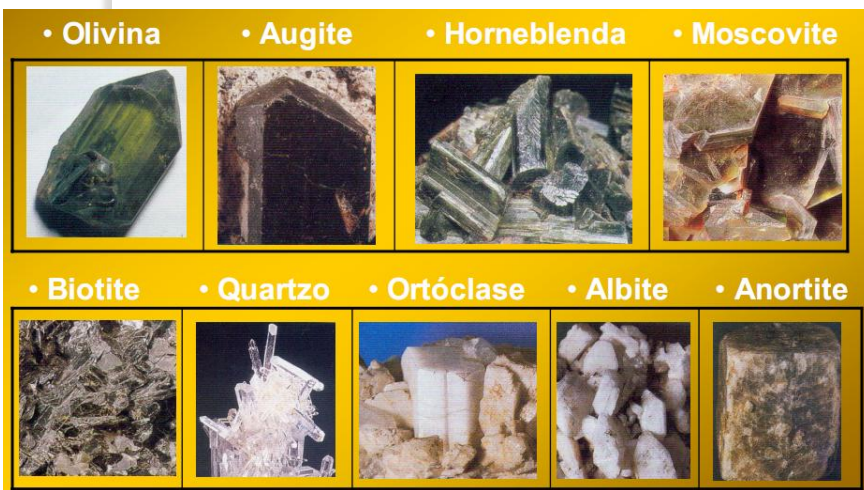 • Olivina • Augite • Horneblenda • Moscovite
• Biotite • Quartzo • Ortóclase • Albite • Anortite